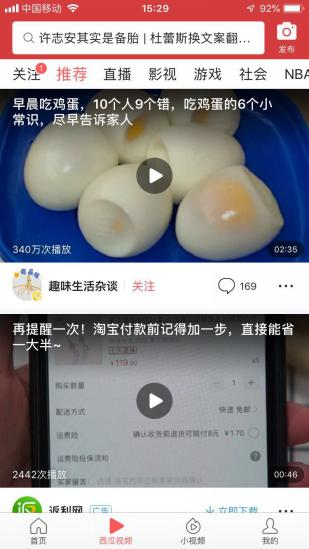 中国移动 15:29 92%
许志安其实是备胎 | 杜蕾斯换文案翻...
发布
关注 1 推荐 直播 影视 游戏 社会 NBA
早晨吃鸡蛋，10个人9个错，吃鸡蛋的6个小
常识，尽早告诉家人
340万次播放 02:35
趣味生活杂谈 关注 169
再提醒一次！淘宝付款前记得加一步，直接能省
一大半~
¥119.90
x1
购买数量 1
配送方式 快递 免邮
运费险 确认收货前退货可赔付8元 ¥1.70
运费险投保须知
买家留言
2442次播放 00:46
返利网 广告 立即下载
首页 西瓜视频 小视频 我的